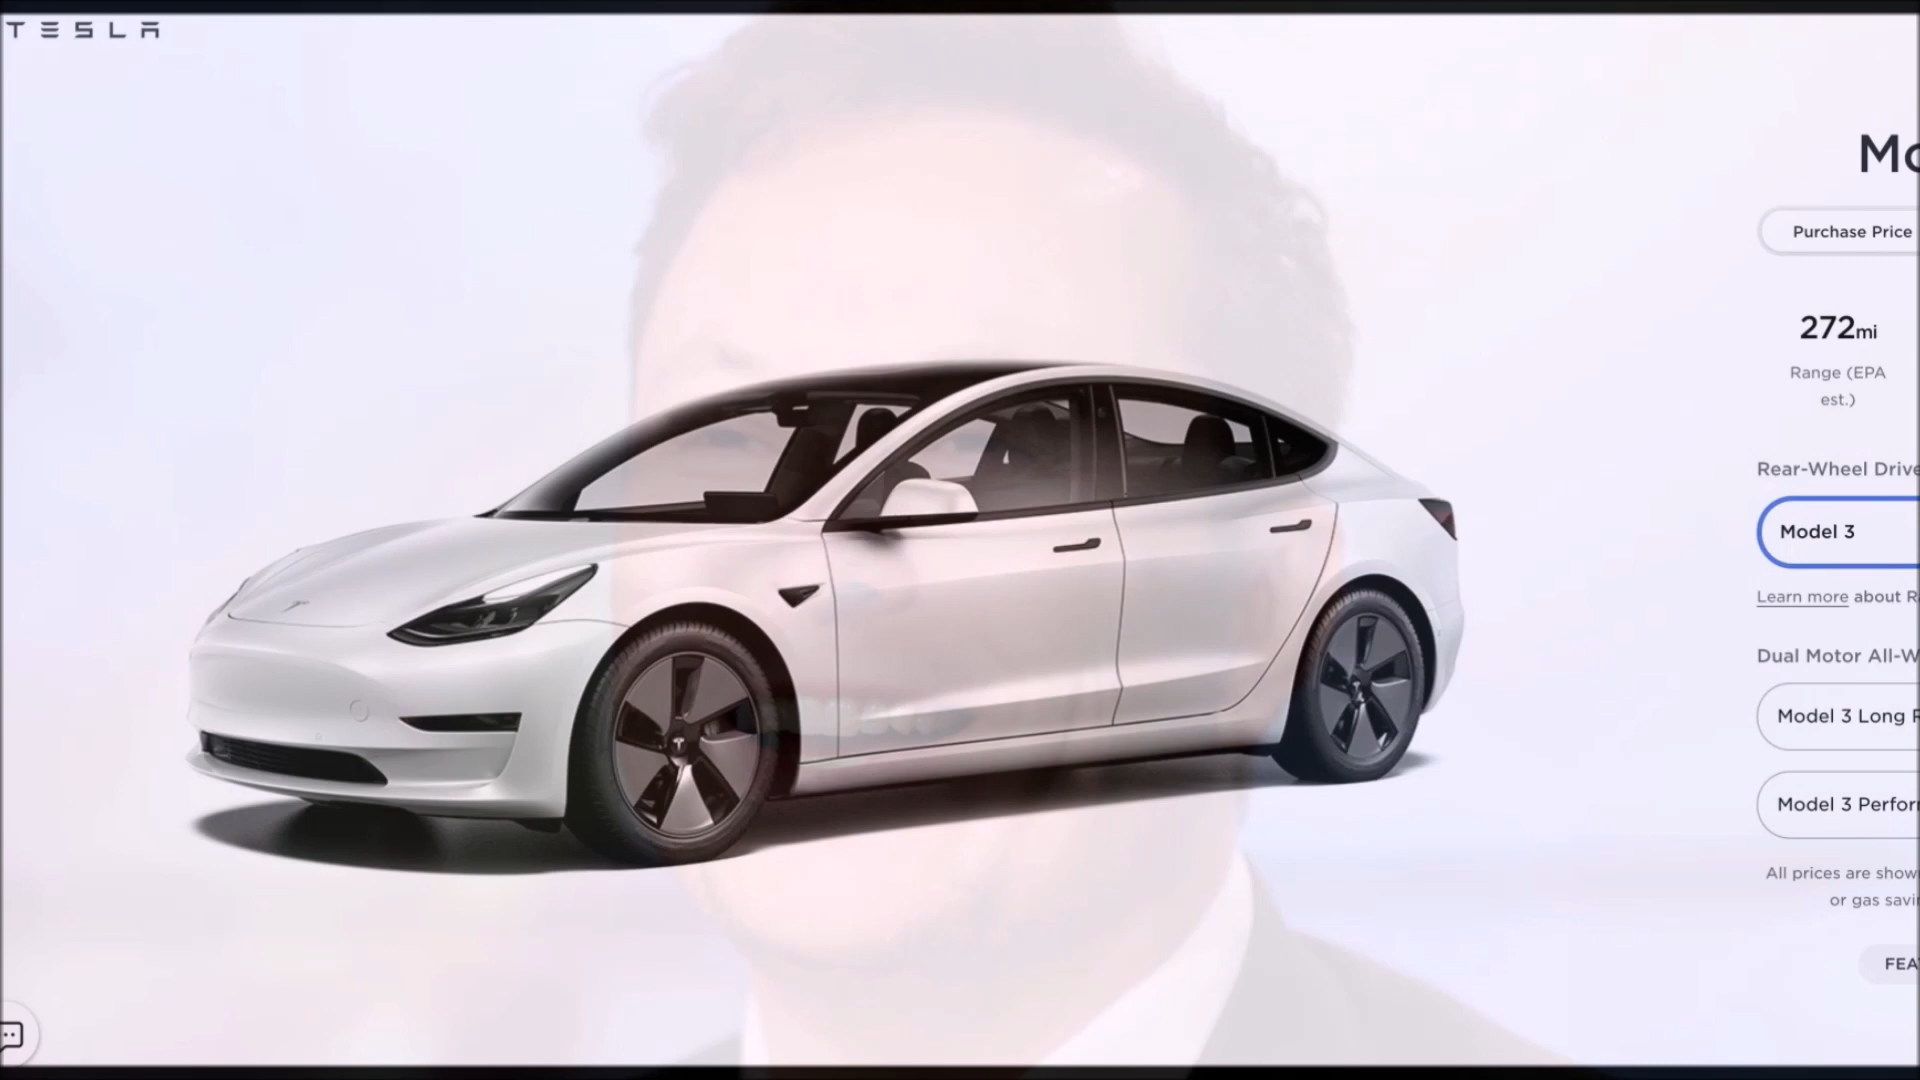 TESLA
Mo
Purchase Price
272mi
Range (EPA
est.)
Rear-Wheel Drive
Model 3
Learn more about R
Dual Motor All-W
Model 3 Long R
Model 3 Perfor
All prices are show
or gas savi
FEA